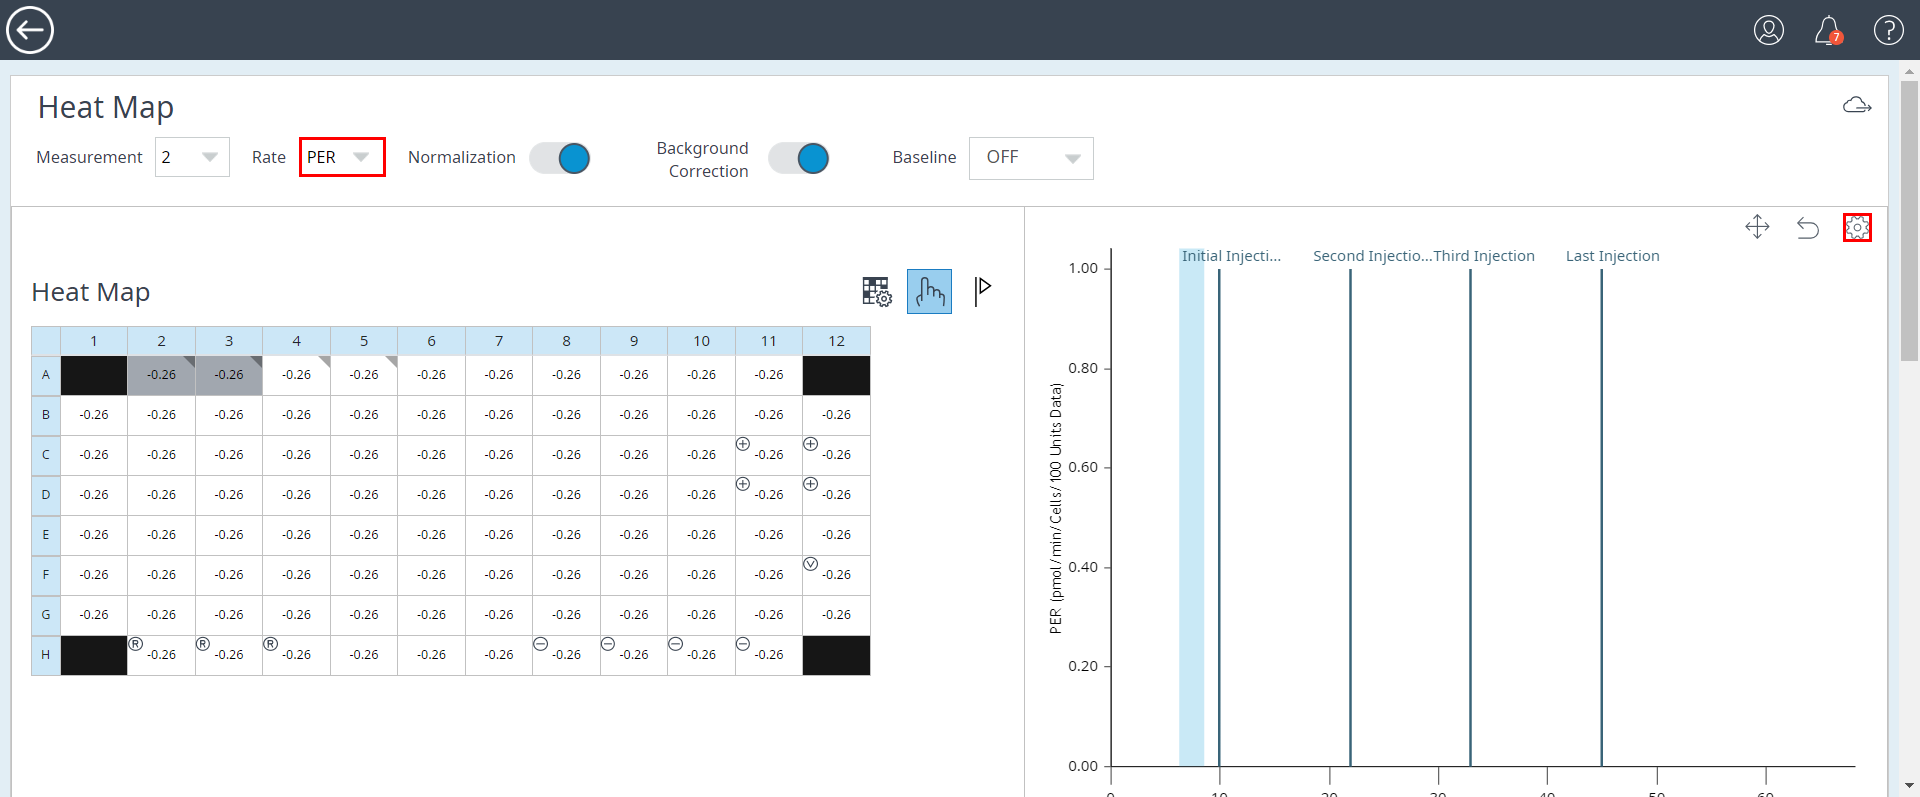 7
Heat Map
Measurement 2 Rate PER Normalization Background Correction Baseline OFF
Heat Map
1 2 3 4 5 6 7 8 9 10 11 12
A -0.26 -0.26 -0.26 -0.26 -0.26 -0.26 -0.26 -0.26 -0.26 -0.26
B -0.26 -0.26 -0.26 -0.26 -0.26 -0.26 -0.26 -0.26 -0.26 -0.26 -0.26 -0.26
C -0.26 -0.26 -0.26 -0.26 -0.26 -0.26 -0.26 -0.26 -0.26 -0.26 -0.26 -0.26
D -0.26 -0.26 -0.26 -0.26 -0.26 -0.26 -0.26 -0.26 -0.26 -0.26 -0.26 -0.26
E -0.26 -0.26 -0.26 -0.26 -0.26 -0.26 -0.26 -0.26 -0.26 -0.26 -0.26 -0.26
F -0.26 -0.26 -0.26 -0.26 -0.26 -0.26 -0.26 -0.26 -0.26 -0.26 -0.26 V -0.26
G -0.26 -0.26 -0.26 -0.26 -0.26 -0.26 -0.26 -0.26 -0.26 -0.26 -0.26 -0.26
H R -0.26 R -0.26 R -0.26 -0.26 -0.26 -0.26 -0.26 -0.26 -0.26 -0.26
Initial Injecti... Second Injectio... Third Injection Last Injection
PER (pmol/min/Cells/100 Units Data)
1.00
0.80
0.60
0.40
0.20
0.00
0 10 20 30 40 50 60